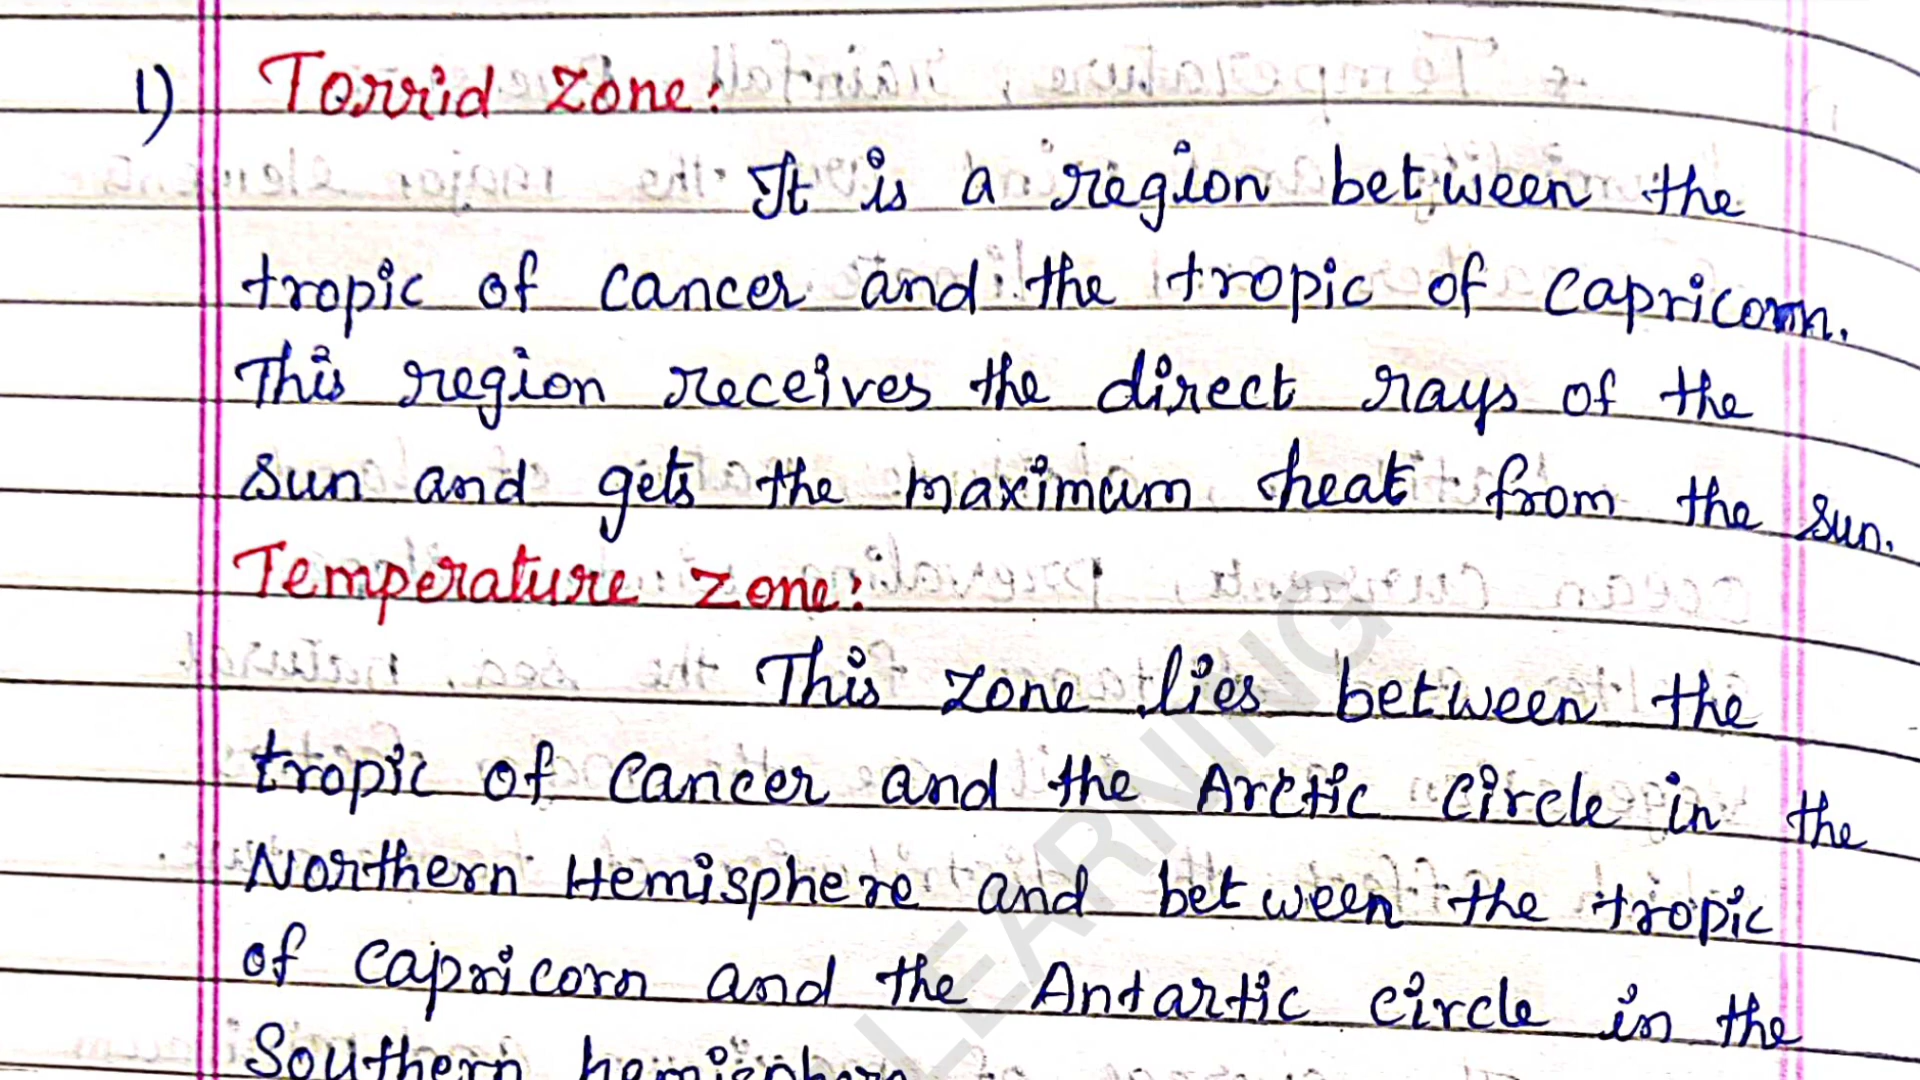 1) Torrid Zone:
It is a region between the
tropic of cancer and the tropic of Capricorn.
This region receives the direct rays of the
sun and gets the maximum heat from the sun.
Temperature zone:
This zone lies between the
tropic of Cancer and the Arctic circle in the
Northern Hemisphere and between the tropic
of Capricorn and the Antartic circle in the
Southern hemisphere
LEARNING